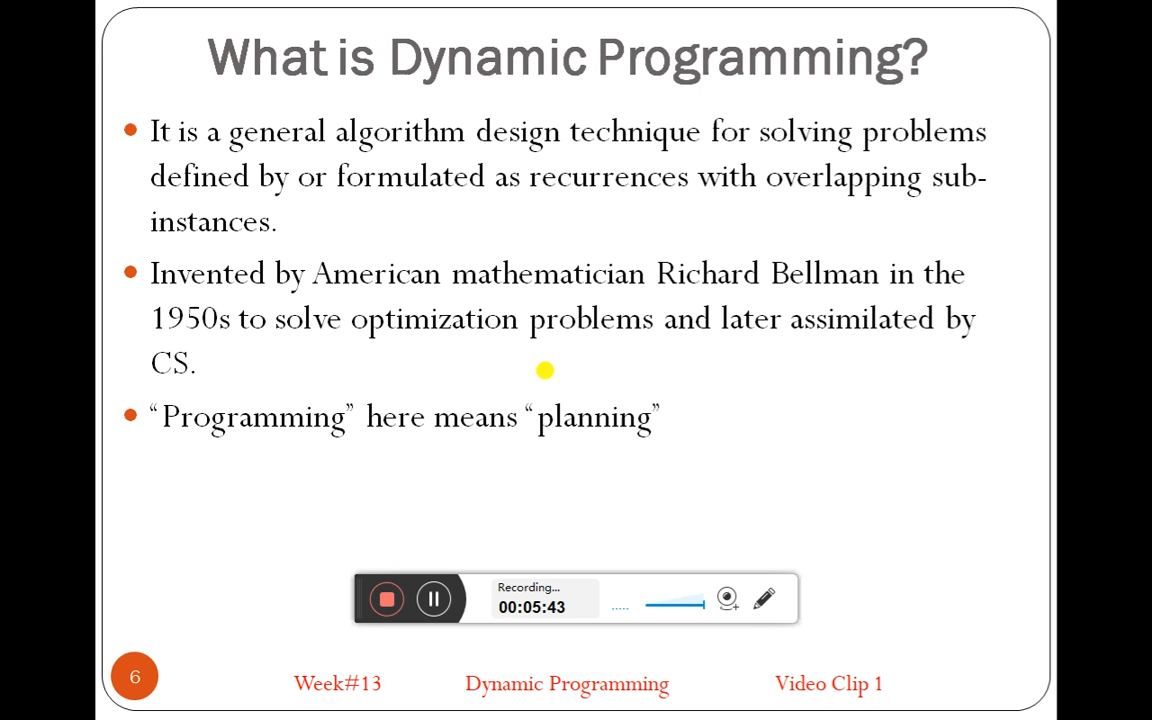 What is Dynamic Programming?
It is a general algorithm design technique for solving problems
defined by or formulated as recurrences with overlapping sub-
instances.
Invented by American mathematician Richard Bellman in the
1950s to solve optimization problems and later assimilated by
CS.
“Programming” here means “planning”
Recording...
00:05:43
6
Week#13
Dynamic Programming
Video Clip 1